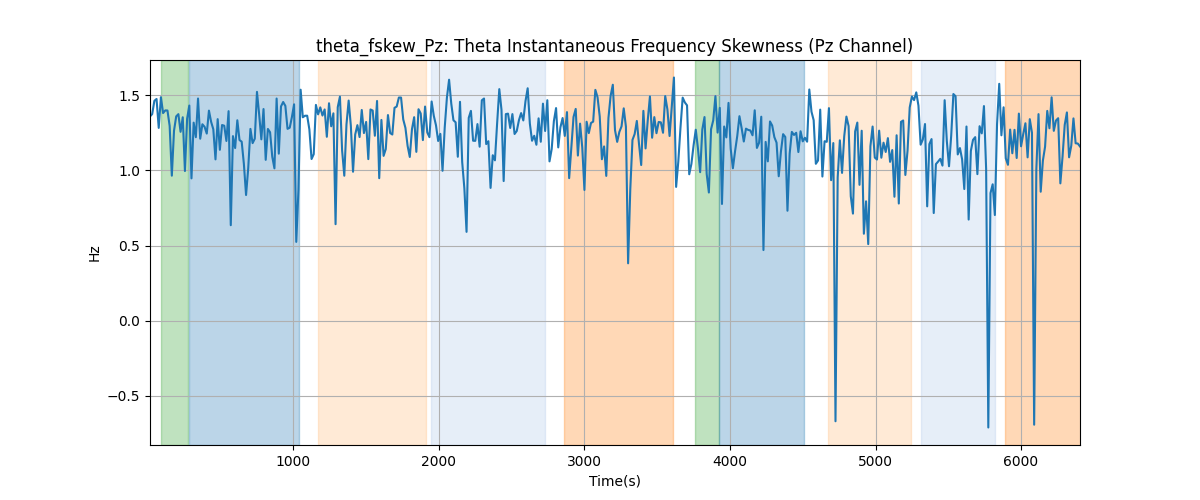 theta_fskew_Pz: Theta Instantaneous Frequency Skewness (Pz Channel)
Hz
1.5
1.0
0.5
0.0
−0.5
1000 2000 3000 4000 5000 6000
Time(s)